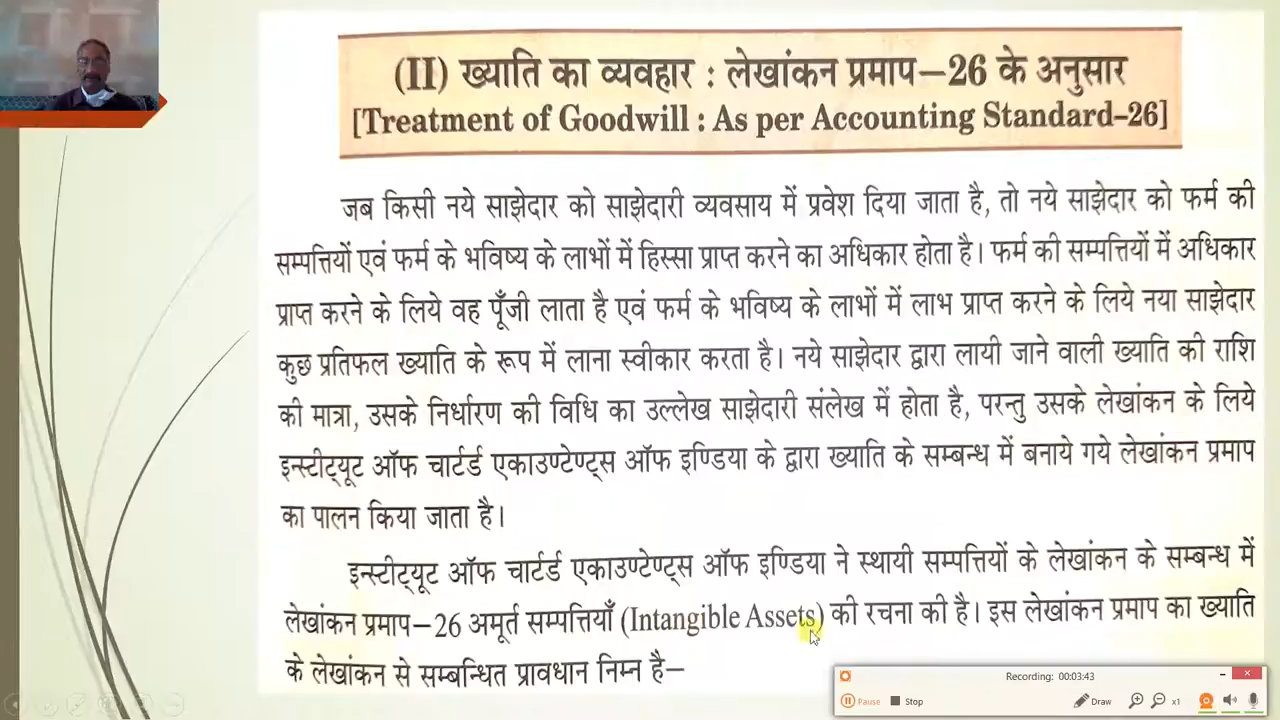 (II) ख्याति का व्यवहार : लेखांकन प्रमाप–26 के अनुसार
[Treatment of Goodwill : As per Accounting Standard–26]
जब किसी नये साझेदार को साझेदारी व्यवसाय में प्रवेश दिया जाता है, तो नये साझेदार को फर्म की
सम्पत्तियों एवं फर्म के भविष्य के लाभों में हिस्सा प्राप्त करने का अधिकार होता है। फर्म की सम्पत्तियों में अधिकार
प्राप्त करने के लिये वह पूँजी लाता है एवं फर्म के भविष्य के लाभों में लाभ प्राप्त करने के लिये नया साझेदार
कुछ प्रतिफल ख्याति के रूप में लाना स्वीकार करता है। नये साझेदार द्वारा लायी जाने वाली ख्याति की राशि
की मात्रा, उसके निर्धारण की विधि का उल्लेख साझेदारी संलेख में होता है, परन्तु उसके लेखांकन के लिये
इन्स्टीट्यूट ऑफ चार्टर्ड एकाउण्टेण्ट्स ऑफ इण्डिया के द्वारा ख्याति के सम्बन्ध में बनाये गये लेखांकन प्रमाप
का पालन किया जाता है।
इन्स्टीट्यूट ऑफ चार्टर्ड एकाउण्टेण्ट्स ऑफ इण्डिया ने स्थायी सम्पत्तियों के लेखांकन के सम्बन्ध में
लेखांकन प्रमाप–26 अमूर्त सम्पत्तियाँ (Intangible Assets) की रचना की है। इस लेखांकन प्रमाप का ख्याति
के लेखांकन से सम्बन्धित प्रावधान निम्न है–
Recording: 00:03:43
Pause Stop Draw x1